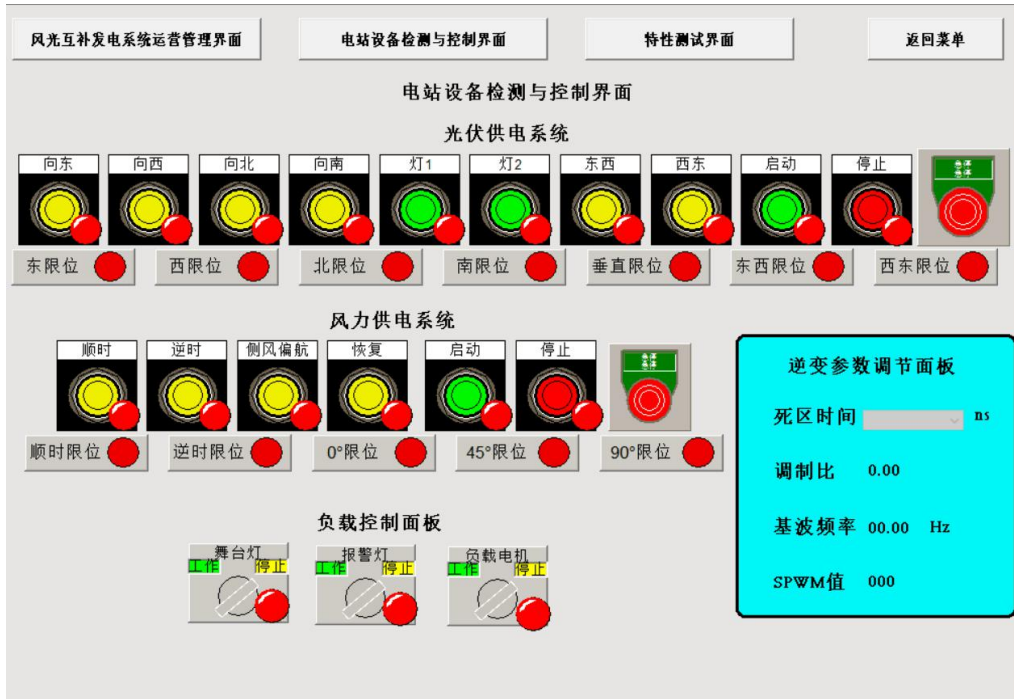 风光互补发电系统运营管理界面 电站设备检测与控制界面 特性测试界面 返回菜单
电站设备检测与控制界面
光伏供电系统
向东 向西 向北 向南 灯1 灯2 东西 西东 启动 停止 急停
急停
东限位 西限位 北限位 南限位 垂直限位 东西限位 西东限位
风力供电系统
顺时 逆时 侧风偏航 恢复 启动 停止 急停
急停
顺时限位 逆时限位 0°限位 45°限位 90°限位
逆变参数调节面板
死区时间 ns
调制比 0.00
基波频率 00.00 Hz
SPWM值 000
负载控制面板
舞台灯 报警灯 负载电机
工作 停止 工作 停止 工作 停止